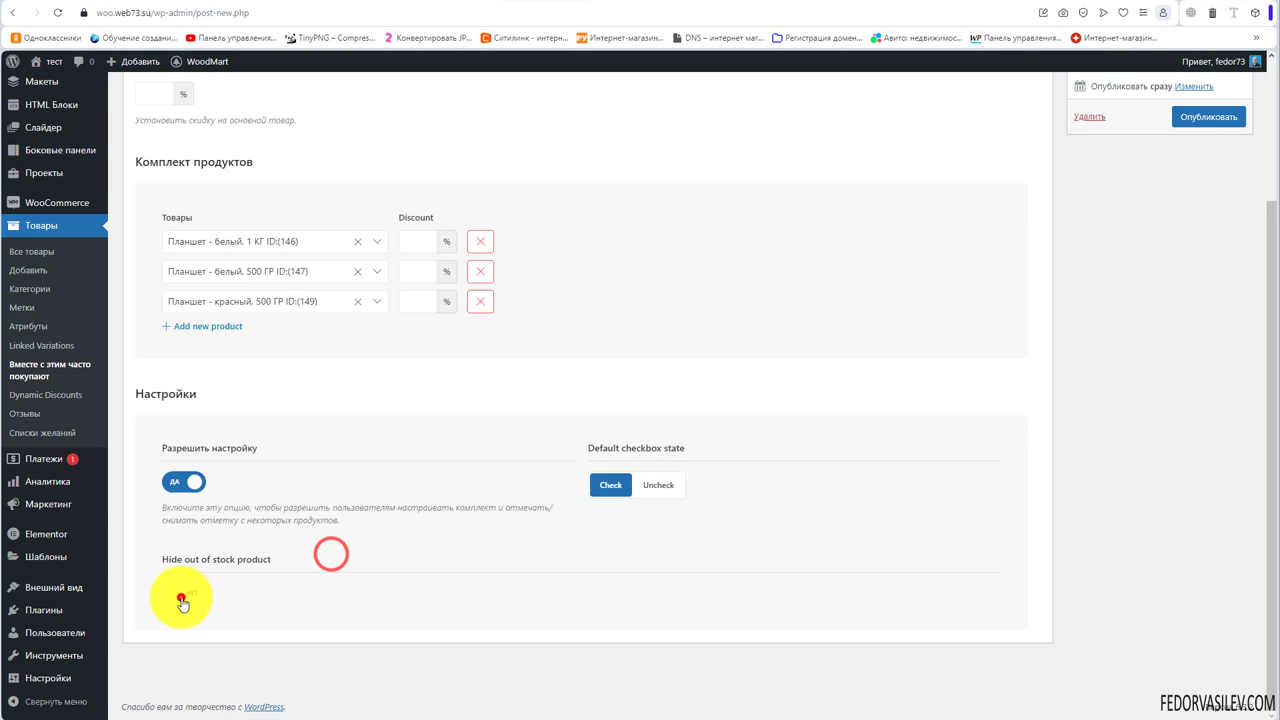 woo.web73.su/wp-admin/post-new.php
Одноклассники
Обучение создани...
Панель управления...
TinyPNG – Compres...
Конвертировать JP...
Ситилинк - интерн...
Интернет-магазин...
DNS – интернет маг...
Регистрация домен...
Авито: недвижимос...
Панель управления...
Интернет-магазин...
тест
0
Добавить
WoodMart
Привет, fedor73
Макеты
HTML Блоки
Слайдер
Боковые панели
Проекты
WooCommerce
Товары
Все товары
Добавить
Категории
Метки
Атрибуты
Linked Variations
Вместе с этим часто
покупают
Dynamic Discounts
Отзывы
Списки желаний
Платежи 1
Аналитика
Маркетинг
Elementor
Шаблоны
Внешний вид
Плагины
Пользователи
Инструменты
Настройки
Свернуть меню
%
Установить скидку на основной товар.
Комплект продуктов
Товары Discount
Планшет - белый, 1 КГ ID:(146) %
Планшет - белый, 500 ГР ID:(147) %
Планшет - красный, 500 ГР ID:(149) %
Add new product
Настройки
Разрешить настройку
ДА
Включите эту опцию, чтобы разрешить пользователям настраивать комплект и отмечать/
снимать отметку с некоторых продуктов.
Default checkbox state
Check Uncheck
Hide out of stock product
НЕТ
Спасибо вам за творчество с WordPress.
Опубликовать сразу Изменить
Удалить
Опубликовать
FEDORVASILEV.COM